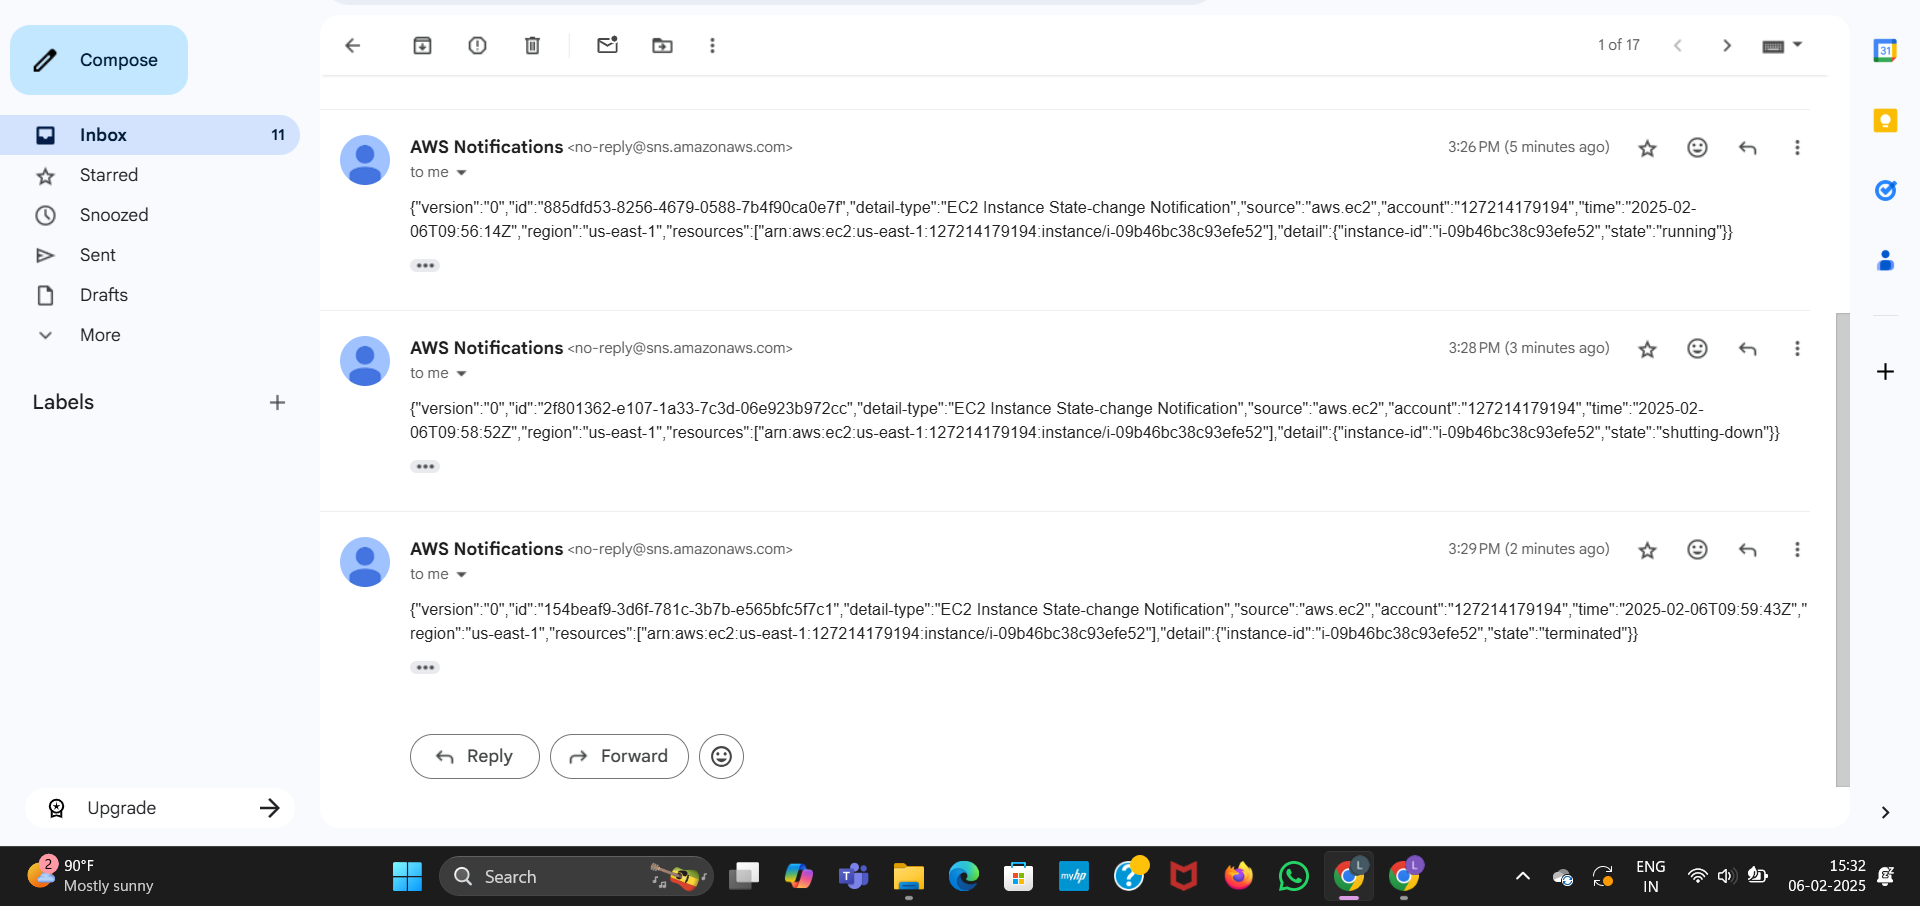 Compose
1 of 17
31
Inbox 11
Starred
Snoozed
Sent
Drafts
More
Labels
AWS Notifications <no-reply@sns.amazonaws.com> 3:26 PM (5 minutes ago)
to me
{"version":"0","id":"885dfd53-8256-4679-0588-7b4f90ca0e7f","detail-type":"EC2 Instance State-change Notification","source":"aws.ec2","account":"127214179194","time":"2025-02-
06T09:56:14Z","region":"us-east-1","resources":["arn:aws:ec2:us-east-1:127214179194:instance/i-09b46bc38c93efe52"],"detail":{"instance-id":"i-09b46bc38c93efe52","state":"running"}}
AWS Notifications <no-reply@sns.amazonaws.com> 3:28 PM (3 minutes ago)
to me
{"version":"0","id":"2f801362-e107-1a33-7c3d-06e923b972cc","detail-type":"EC2 Instance State-change Notification","source":"aws.ec2","account":"127214179194","time":"2025-02-
06T09:58:52Z","region":"us-east-1","resources":["arn:aws:ec2:us-east-1:127214179194:instance/i-09b46bc38c93efe52"],"detail":{"instance-id":"i-09b46bc38c93efe52","state":"shutting-down"}}
AWS Notifications <no-reply@sns.amazonaws.com> 3:29 PM (2 minutes ago)
to me
{"version":"0","id":"154beaf9-3d6f-781c-3b7b-e565bfc5f7c1","detail-type":"EC2 Instance State-change Notification","source":"aws.ec2","account":"127214179194","time":"2025-02-06T09:59:43Z","
region":"us-east-1","resources":["arn:aws:ec2:us-east-1:127214179194:instance/i-09b46bc38c93efe52"],"detail":{"instance-id":"i-09b46bc38c93efe52","state":"terminated"}}
Reply Forward
Upgrade
2
90°F
Mostly sunny
Search
T
myhp
?
L
L
ENG
IN
15:32
06-02-2025